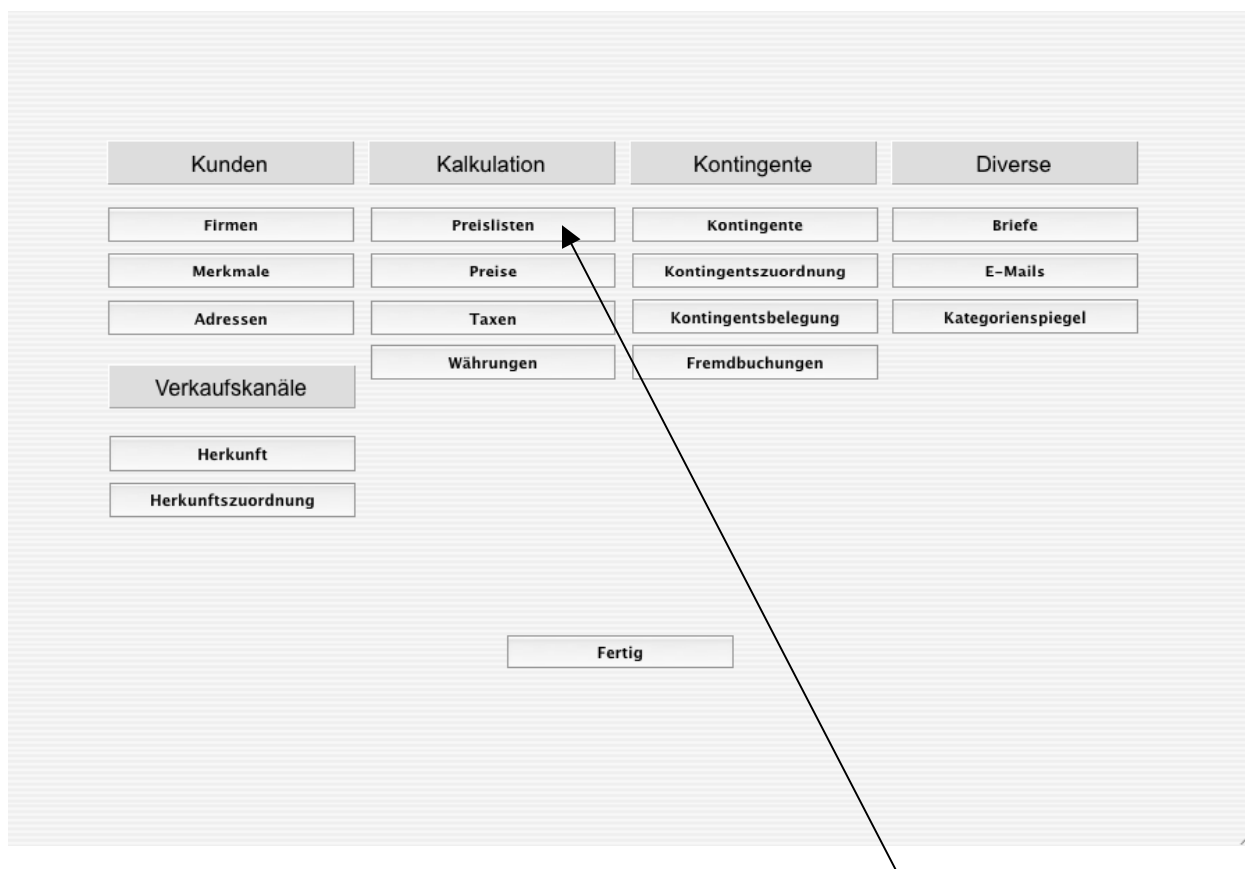 Kunden
Kalkulation
Kontingente
Diverse
Firmen
Preislisten
Kontingente
Briefe
Merkmale
Preise
Kontingentszuordnung
E-Mails
Adressen
Taxen
Kontingentsbelegung
Kategorienspiegel
Währungen
Fremdbuchungen
Verkaufskanäle
Herkunft
Herkunftszuordnung
Fertig